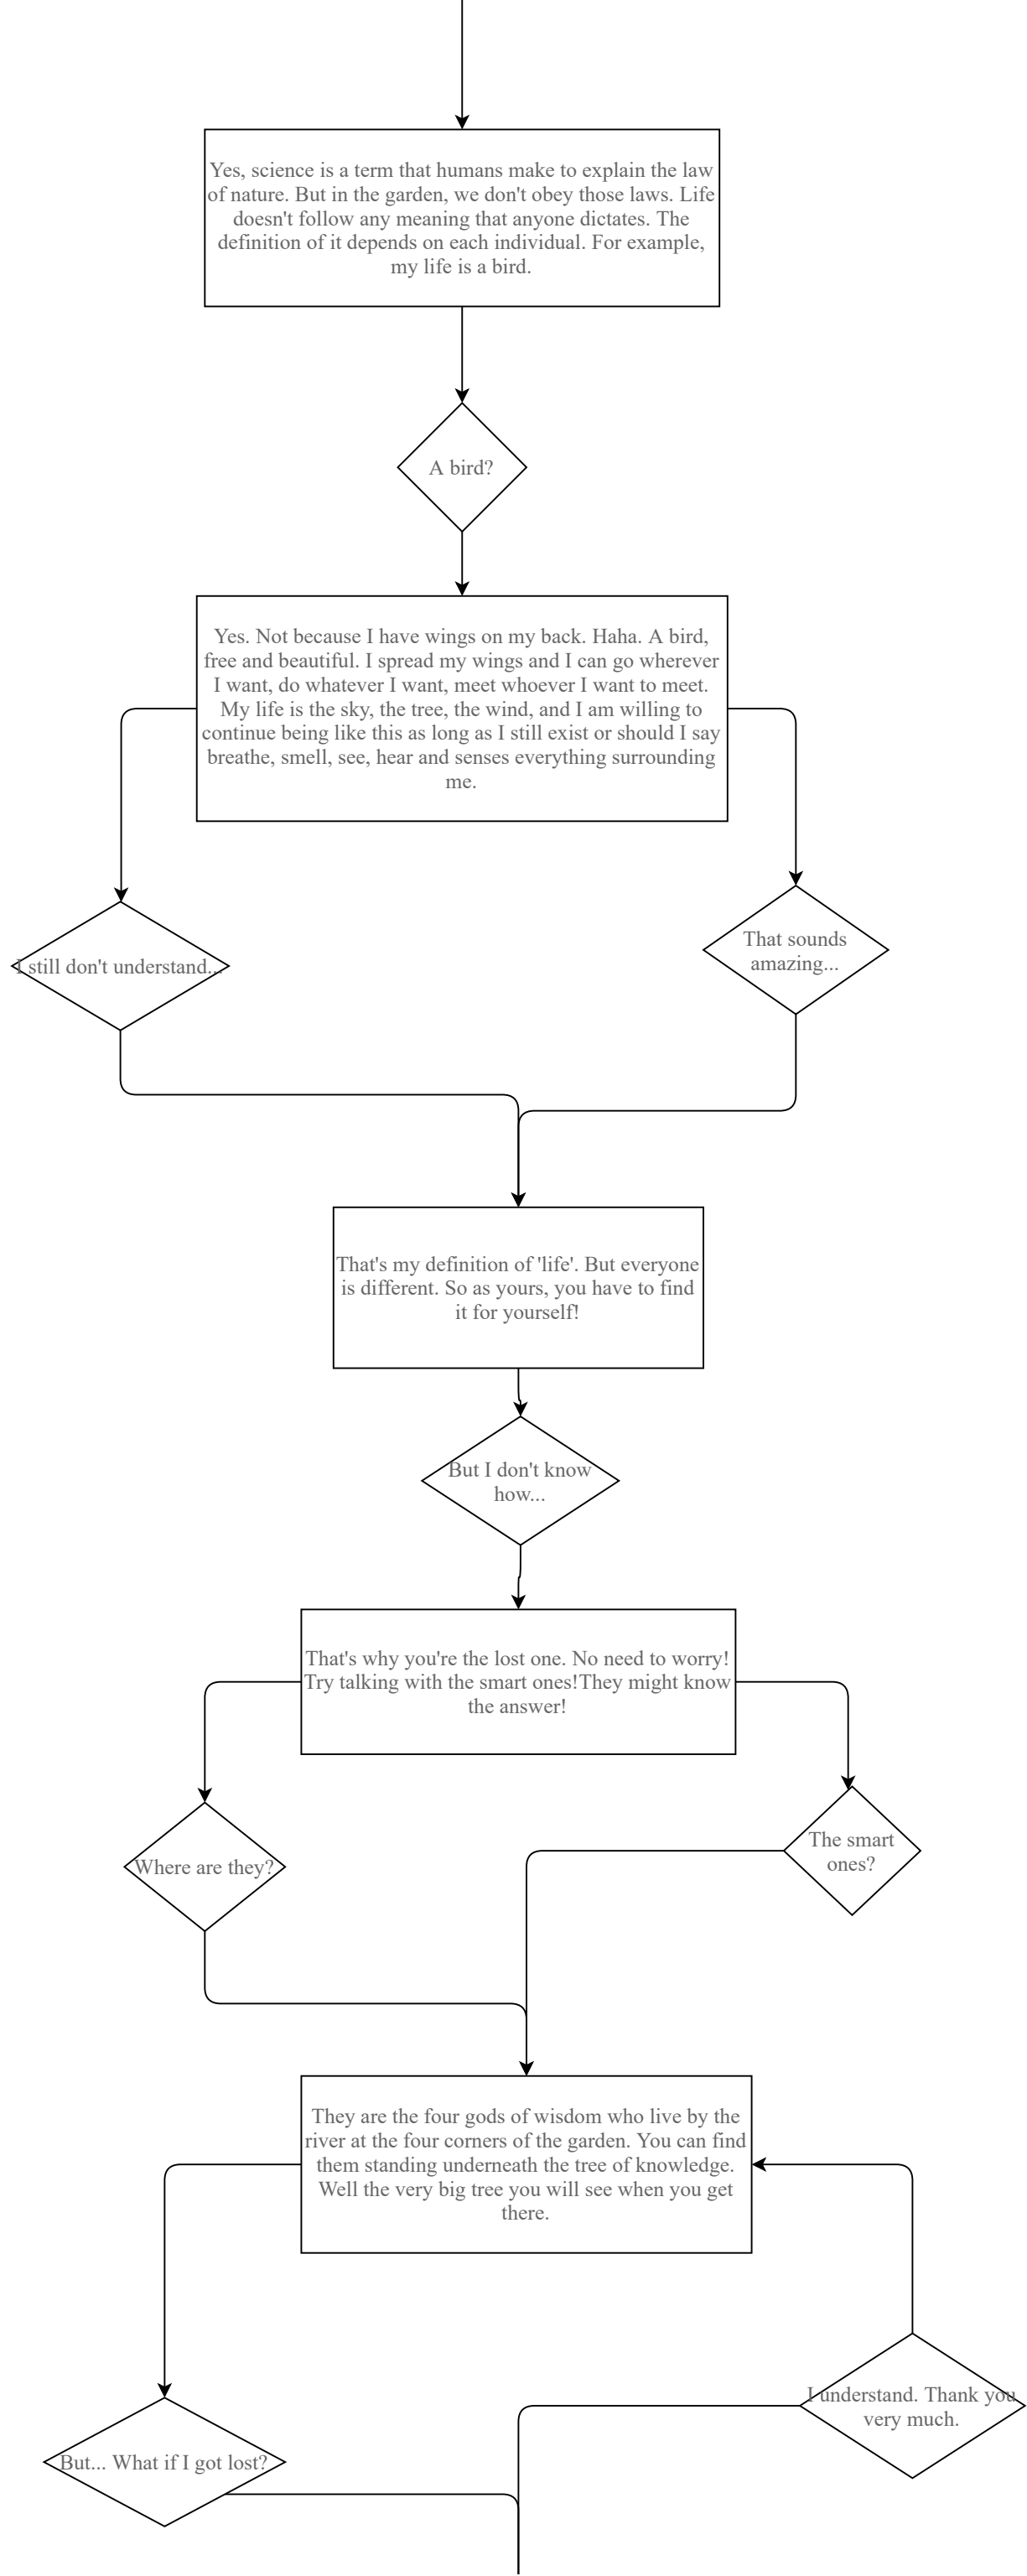 Yes, science is a term that humans make to explain the law
of nature. But in the garden, we don't obey those laws. Life
doesn't follow any meaning that anyone dictates. The
definition of it depends on each individual. For example,
my life is a bird.
A bird?
Yes. Not because I have wings on my back. Haha. A bird,
free and beautiful. I spread my wings and I can go wherever
I want, do whatever I want, meet whoever I want to meet.
My life is the sky, the tree, the wind, and I am willing to
continue being like this as long as I still exist or should I say
breathe, smell, see, hear and senses everything surrounding
me.
I still don't understand...
That sounds
amazing...
That's my definition of 'life'. But everyone
is different. So as yours, you have to find
it for yourself!
But I don't know
how...
That's why you're the lost one. No need to worry!
Try talking with the smart ones!They might know
the answer!
Where are they?
The smart
ones?
They are the four gods of wisdom who live by the
river at the four corners of the garden. You can find
them standing underneath the tree of knowledge.
Well the very big tree you will see when you get
there.
But... What if I got lost?
I understand. Thank you
very much.